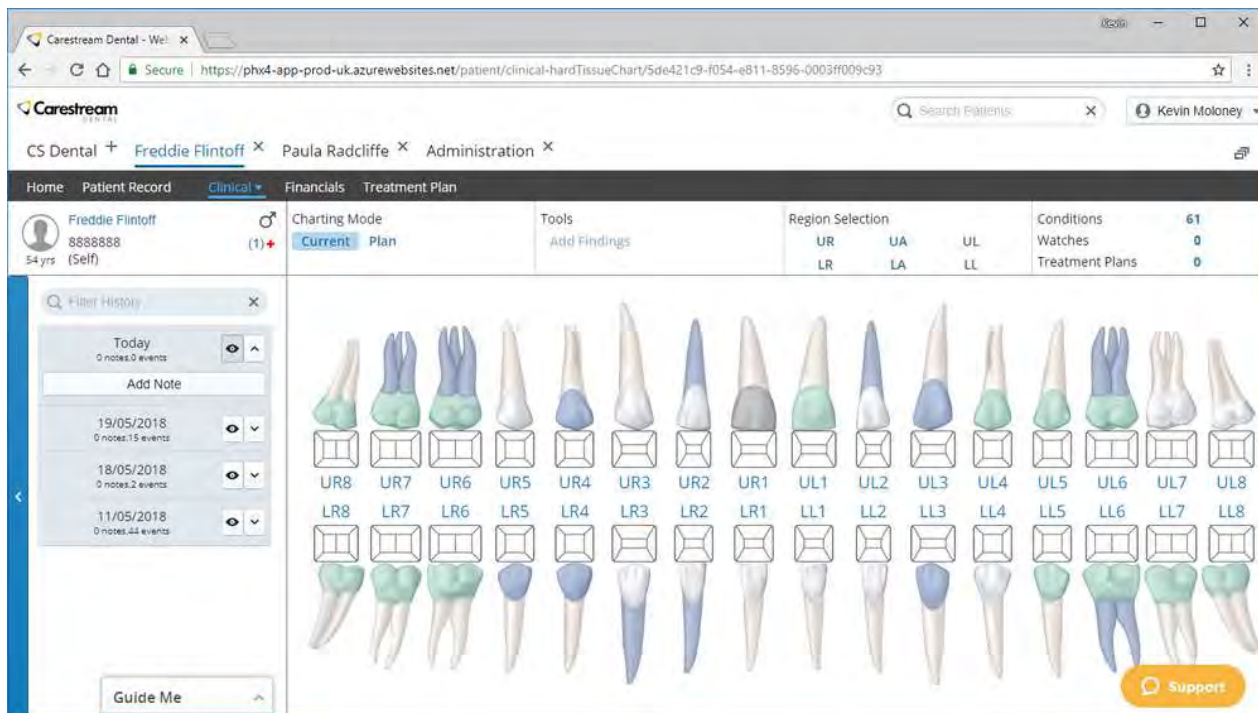 Kevin
Carestream Dental - Web
Secure https://phx4-app-prod-uk.azurewebsites.net/patient/clinical-hardTissueChart/5de421c9-f054-e811-8596-0003ff009c93
Carestream
DENTAL
Search Patients
Kevin Moloney
CS Dental + Freddie Flintoff × Paula Radcliffe × Administration ×
Home Patient Record Clinical Financials Treatment Plan
Freddie Flintoff
8888888 (1)+
54 yrs (Self)
Charting Mode
Current Plan
Tools
Add Findings
Region Selection
UR UA UL
LR LA LL
Conditions 61
Watches 0
Treatment Plans 0
Filter History
Today
0 notes,0 events
Add Note
19/05/2018
0 notes,15 events
18/05/2018
0 notes,2 events
11/05/2018
0 notes,44 events
UR8 UR7 UR6 UR5 UR4 UR3 UR2 UR1 UL1 UL2 UL3 UL4 UL5 UL6 UL7 UL8
LR8 LR7 LR6 LR5 LR4 LR3 LR2 LR1 LL1 LL2 LL3 LL4 LL5 LL6 LL7 LL8
Guide Me
Support